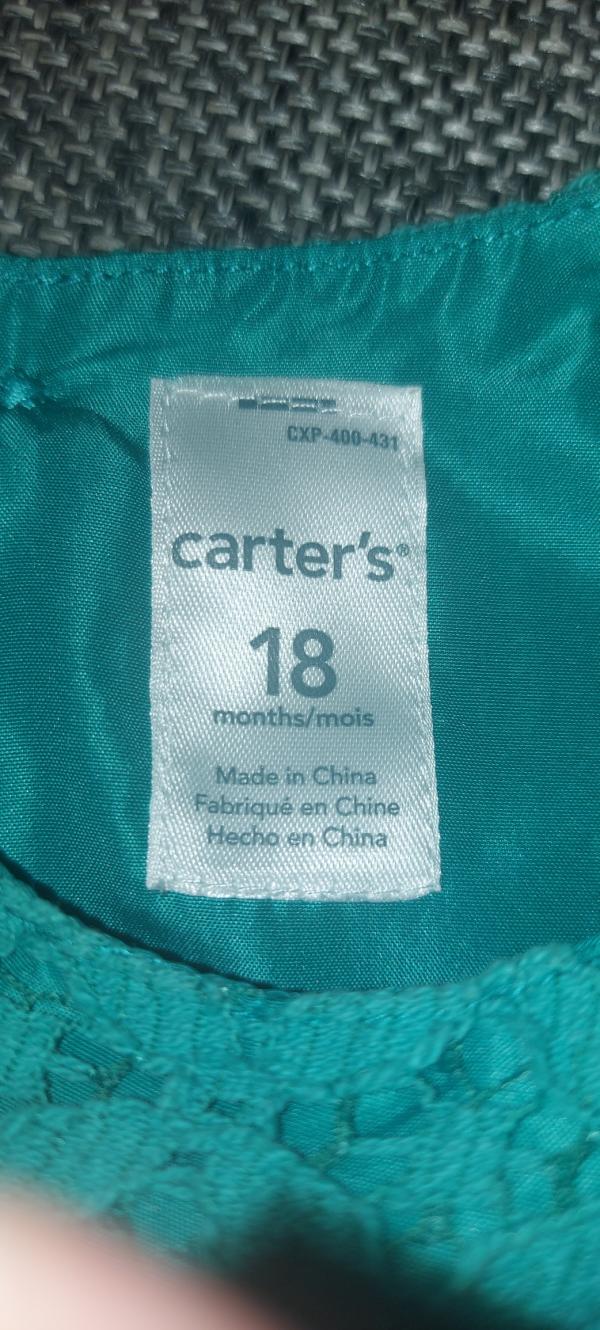 CXP-400-431
carter's®
18
months/mois
Made in China
Fabriqué en Chine
Hecho en China